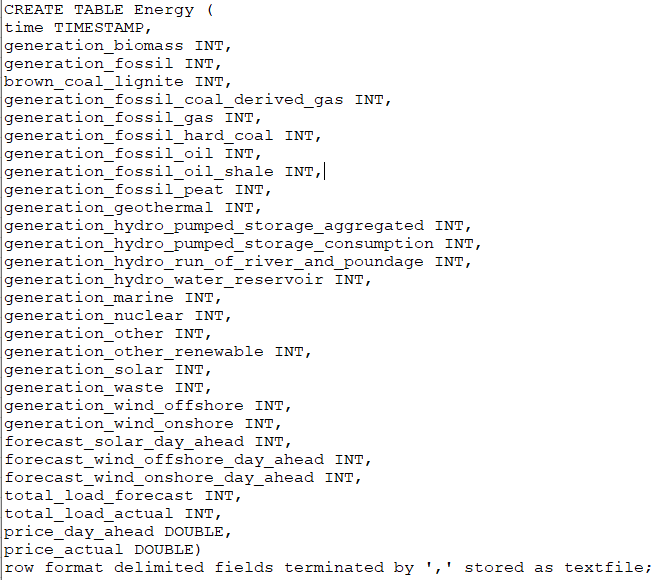 CREATE TABLE Energy (
time TIMESTAMP,
generation_biomass INT,
generation_fossil INT,
brown_coal_lignite INT,
generation_fossil_coal_derived_gas INT,
generation_fossil_gas INT,
generation_fossil_hard_coal INT,
generation_fossil_oil INT,
generation_fossil_oil_shale INT,
generation_fossil_peat INT,
generation_geothermal INT,
generation_hydro_pumped_storage_aggregated INT,
generation_hydro_pumped_storage_consumption INT,
generation_hydro_run_of_river_and_poundage INT,
generation_hydro_water_reservoir INT,
generation_marine INT,
generation_nuclear INT,
generation_other INT,
generation_other_renewable INT,
generation_solar INT,
generation_waste INT,
generation_wind_offshore INT,
generation_wind_onshore INT,
forecast_solar_day_ahead INT,
forecast_wind_offshore_day_ahead INT,
forecast_wind_onshore_day_ahead INT,
total_load_forecast INT,
total_load_actual INT,
price_day_ahead DOUBLE,
price_actual DOUBLE)
row format delimited fields terminated by ',' stored as textfile;